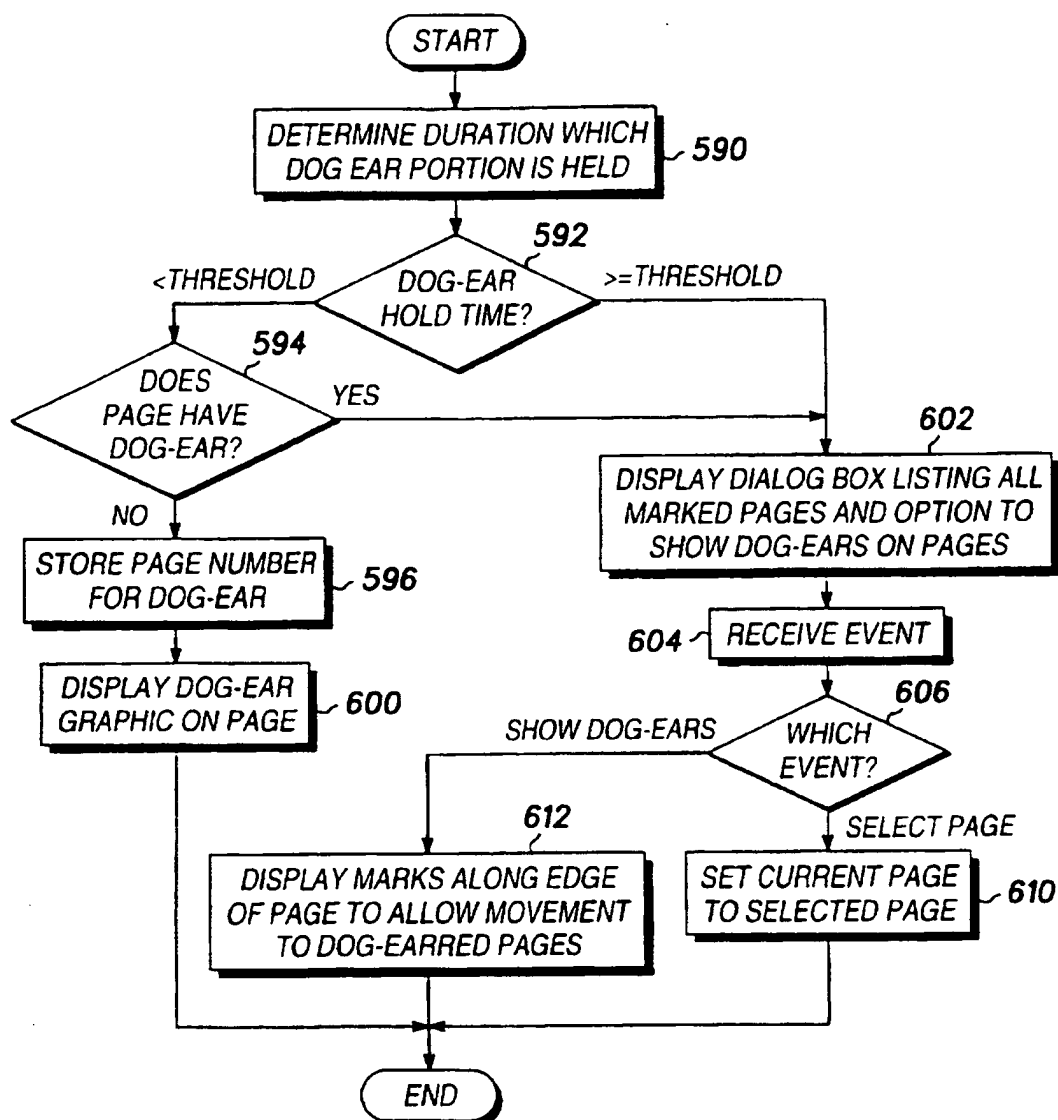 START
DETERMINE DURATION WHICH
DOG EAR PORTION IS HELD
590
592
<THRESHOLD
DOG-EAR
HOLD TIME?
>=THRESHOLD
594
DOES
PAGE HAVE
DOG-EAR?
YES
602
DISPLAY DIALOG BOX LISTING ALL
MARKED PAGES AND OPTION TO
SHOW DOG-EARS ON PAGES
NO
STORE PAGE NUMBER
FOR DOG-EAR
596
604
RECEIVE EVENT
DISPLAY DOG-EAR
GRAPHIC ON PAGE
600
606
SHOW DOG-EARS
WHICH
EVENT?
612
SELECT PAGE
DISPLAY MARKS ALONG EDGE
OF PAGE TO ALLOW MOVEMENT
TO DOG-EARRED PAGES
SET CURRENT PAGE
TO SELECTED PAGE
610
END